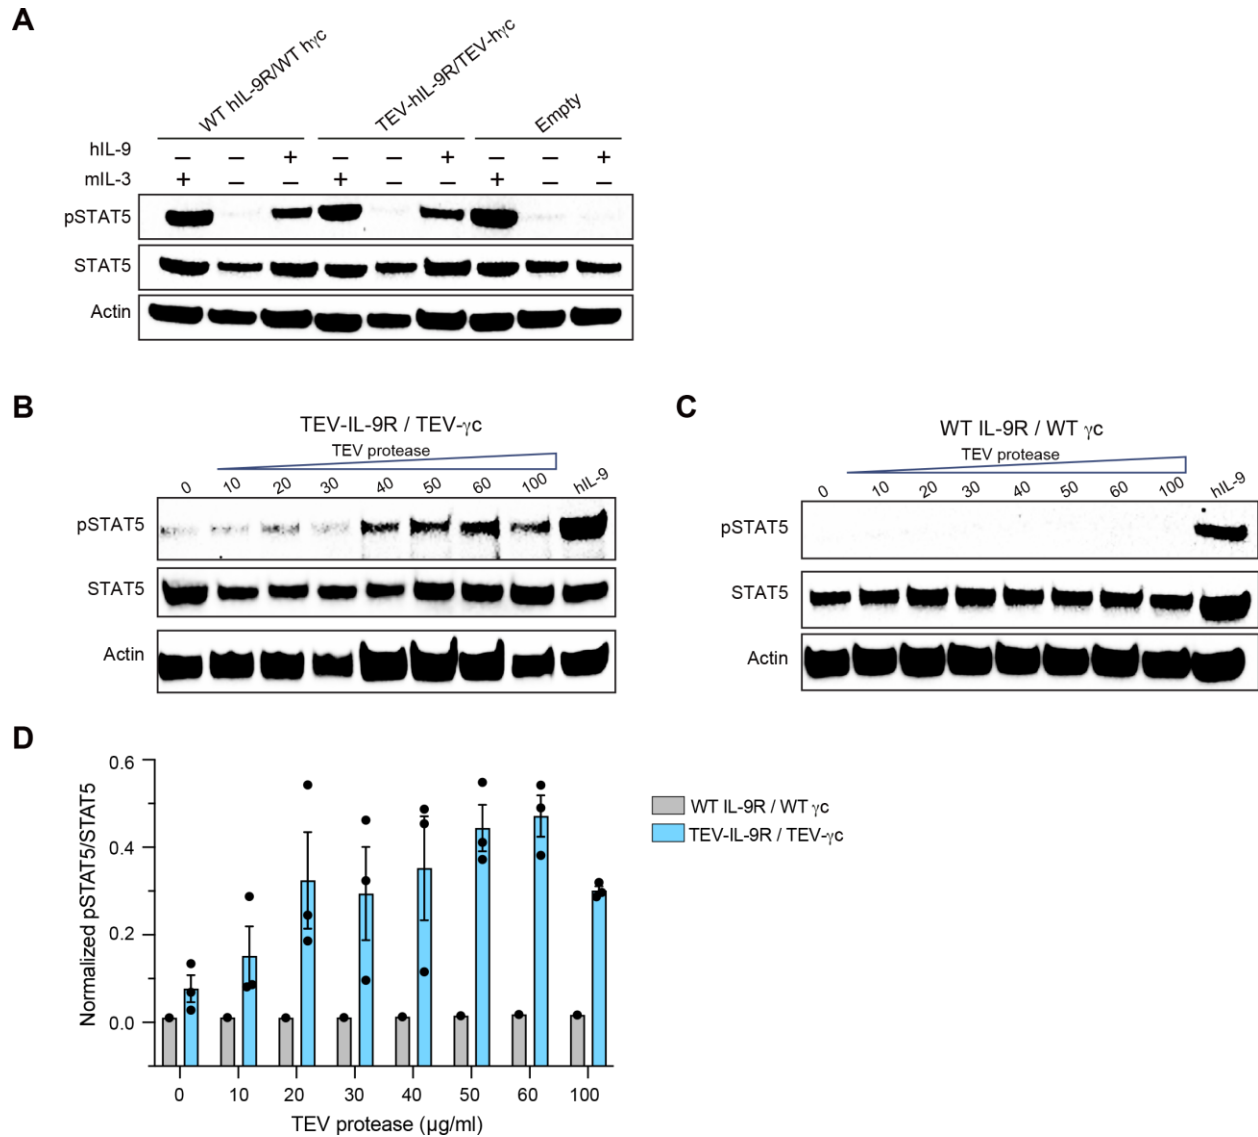 A
WT hIL-9R/WT hγc
TEV-hIL-9R/TEV-hγc
Empty
hIL-9 – – + – – + – – +
mIL-3 + – – + – – + – –
pSTAT5
STAT5
Actin
B
TEV-IL-9R / TEV-γc
TEV protease
0 10 20 30 40 50 60 100 hIL-9
pSTAT5
STAT5
Actin
C
WT IL-9R / WT γc
TEV protease
0 10 20 30 40 50 60 100 hIL-9
pSTAT5
STAT5
Actin
D
Normalized pSTAT5/STAT5
0.6
0.4
0.2
0.0
0 10 20 30 40 50 60 100
TEV protease (μg/ml)
WT IL-9R / WT γc
TEV-IL-9R / TEV-γc